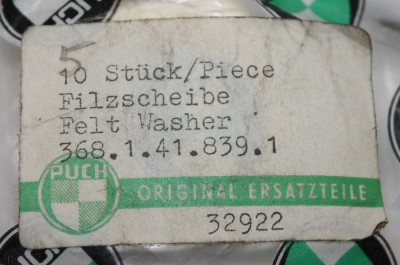 5
10 Stück/Piece
Filzscheibe
Felt Washer
368.1.41.839.1
PUCH
ORIGINAL ERSATZTEILE
32922